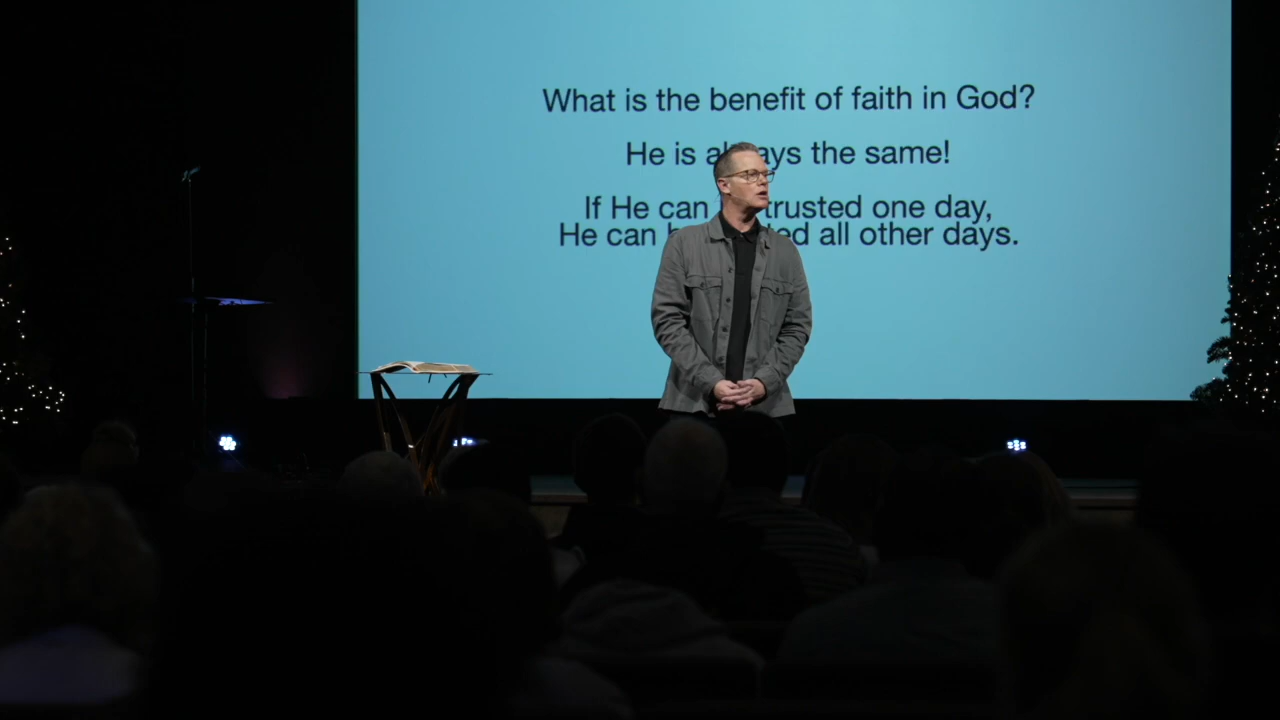 What is the benefit of faith in God?
He is always the same!
If He can trusted one day,
He can all other days.